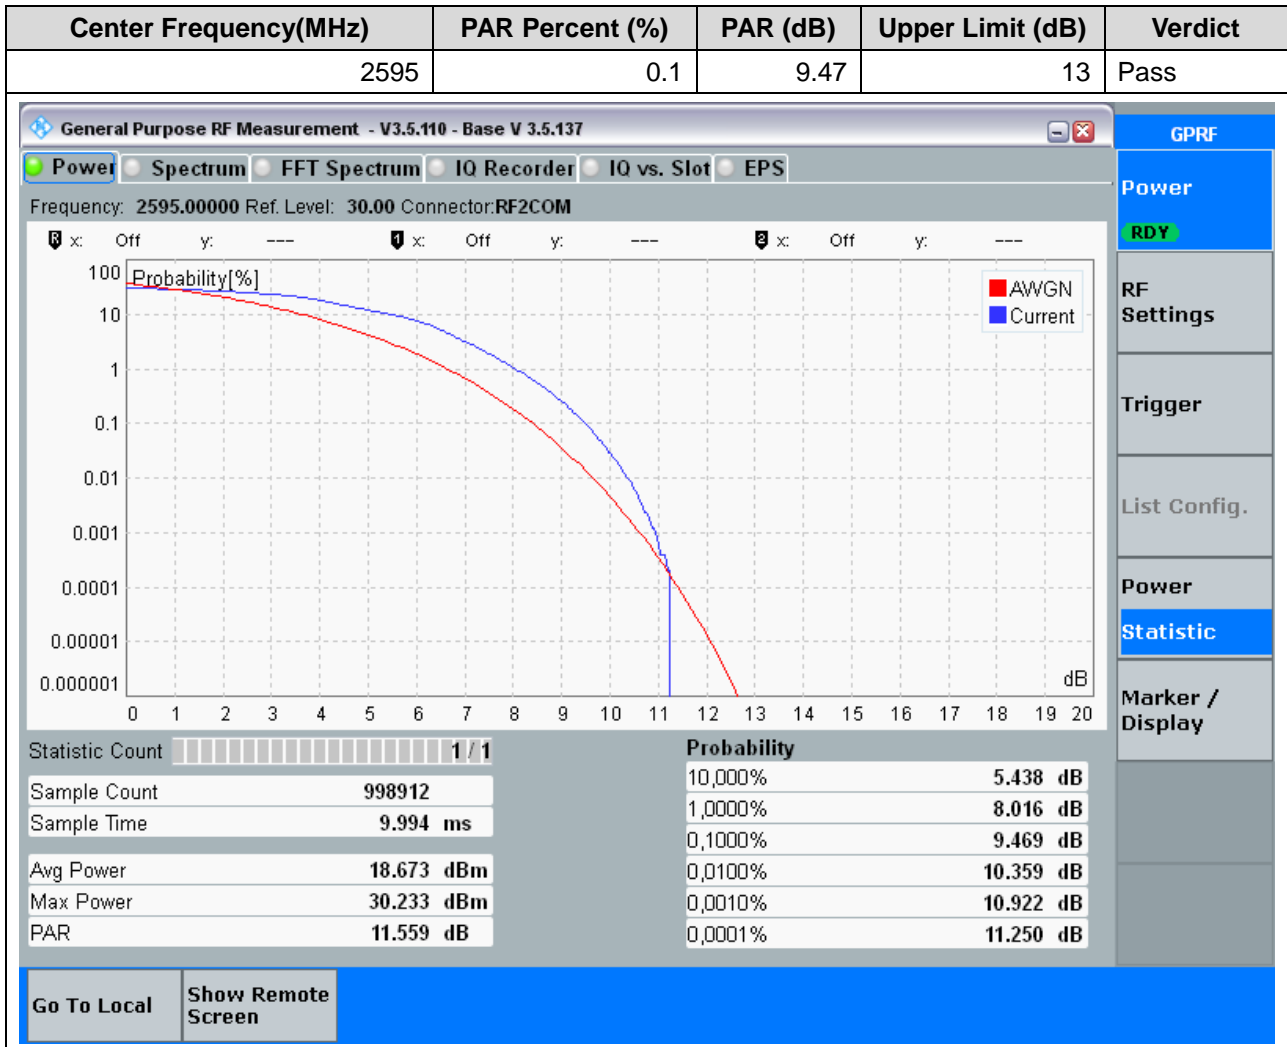 Center Frequency(MHz) PAR Percent (%) PAR (dB) Upper Limit (dB) Verdict
2595 0.1 9.47 13 Pass
General Purpose RF Measurement - V3.5.110 - Base V 3.5.137
GPRF
Power Spectrum FFT Spectrum IQ Recorder IQ vs. Slot EPS
Power
RDY
Frequency: 2595.00000 Ref. Level: 30.00 Connector:RF2COM
R x: Off y: --- 1 x: Off y: --- 2 x: Off y: ---
Probability[%]
AWGN
Current
100
10
1
0.1
0.01
0.001
0.0001
0.00001
0.000001
dB
0 1 2 3 4 5 6 7 8 9 10 11 12 13 14 15 16 17 18 19 20
RF
Settings
Trigger
List Config.
Power
Statistic
Marker /
Display
Statistic Count 1 / 1
Sample Count 998912
Sample Time 9.994 ms
Avg Power 18.673 dBm
Max Power 30.233 dBm
PAR 11.559 dB
Probability
10,000% 5.438 dB
1,0000% 8.016 dB
0,1000% 9.469 dB
0,0100% 10.359 dB
0,0010% 10.922 dB
0,0001% 11.250 dB
Go To Local
Show Remote
Screen